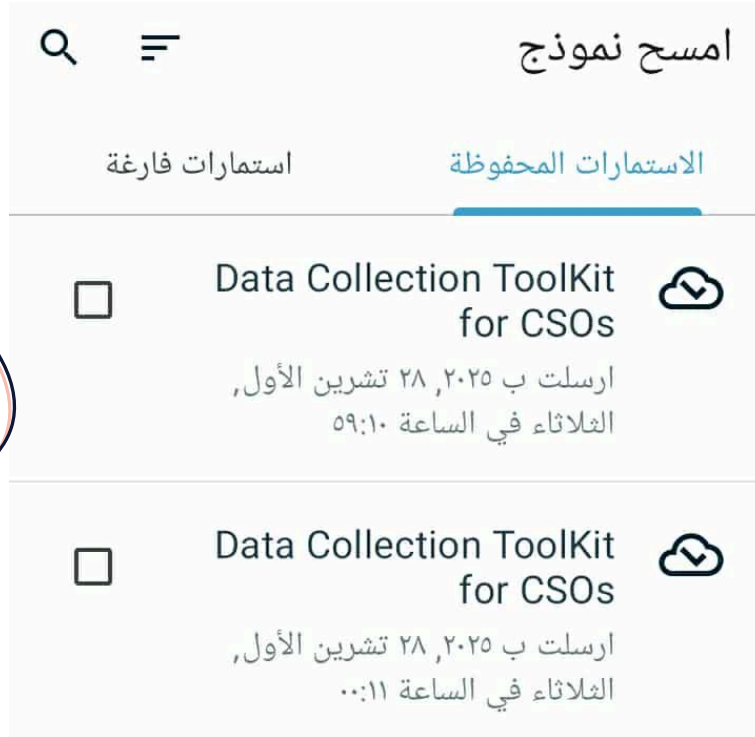 امسح نموذج
الاستمارات المحفوظة
استمارات فارغة
Data Collection ToolKit
for CSOs
ارسلت ب ٢٠٢٥, ٢٨ تشرين الأول,
الثلاثاء في الساعة ٥٩:١٠
Data Collection ToolKit
for CSOs
ارسلت ب ٢٠٢٥, ٢٨ تشرين الأول,
الثلاثاء في الساعة ٠٠:١١